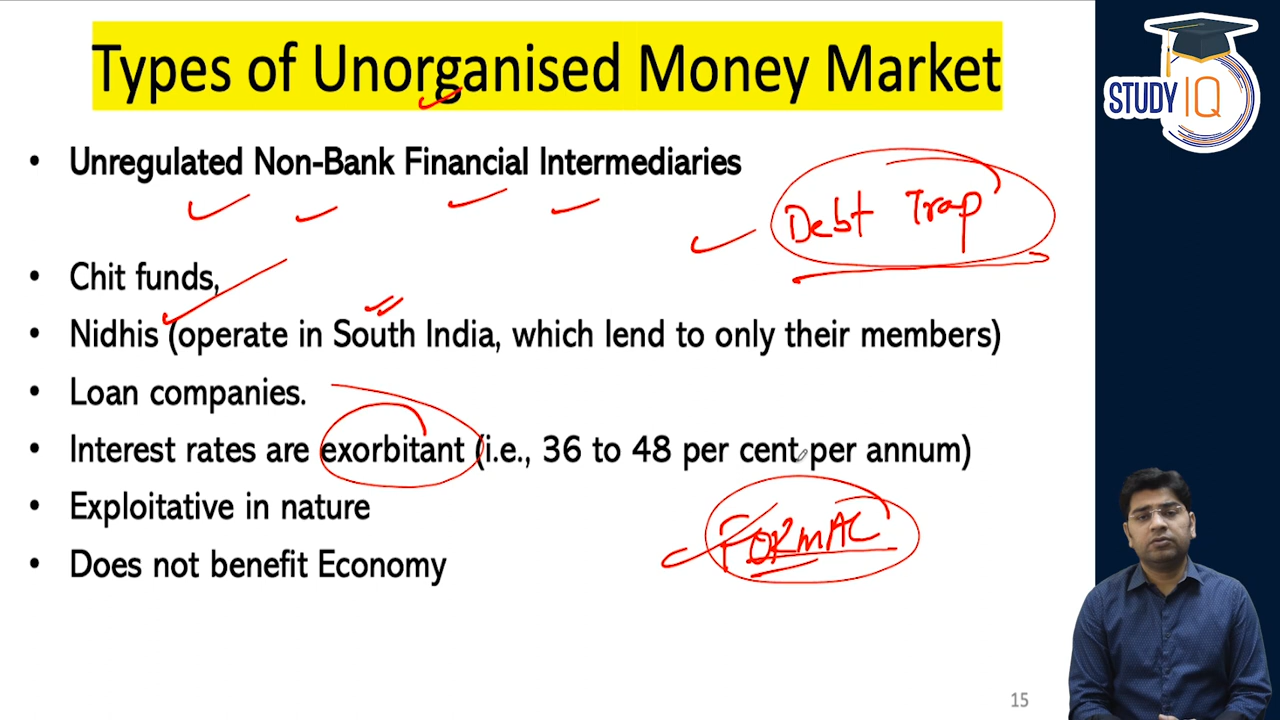 Types of Unorganised Money Market
STUDY IQ
• Unregulated Non-Bank Financial Intermediaries
Debt Trap
• Chit funds,
• Nidhis (operate in South India, which lend to only their members)
• Loan companies.
• Interest rates are exorbitant (i.e., 36 to 48 per cent per annum)
• Exploitative in nature
FORMAL
• Does not benefit Economy
15